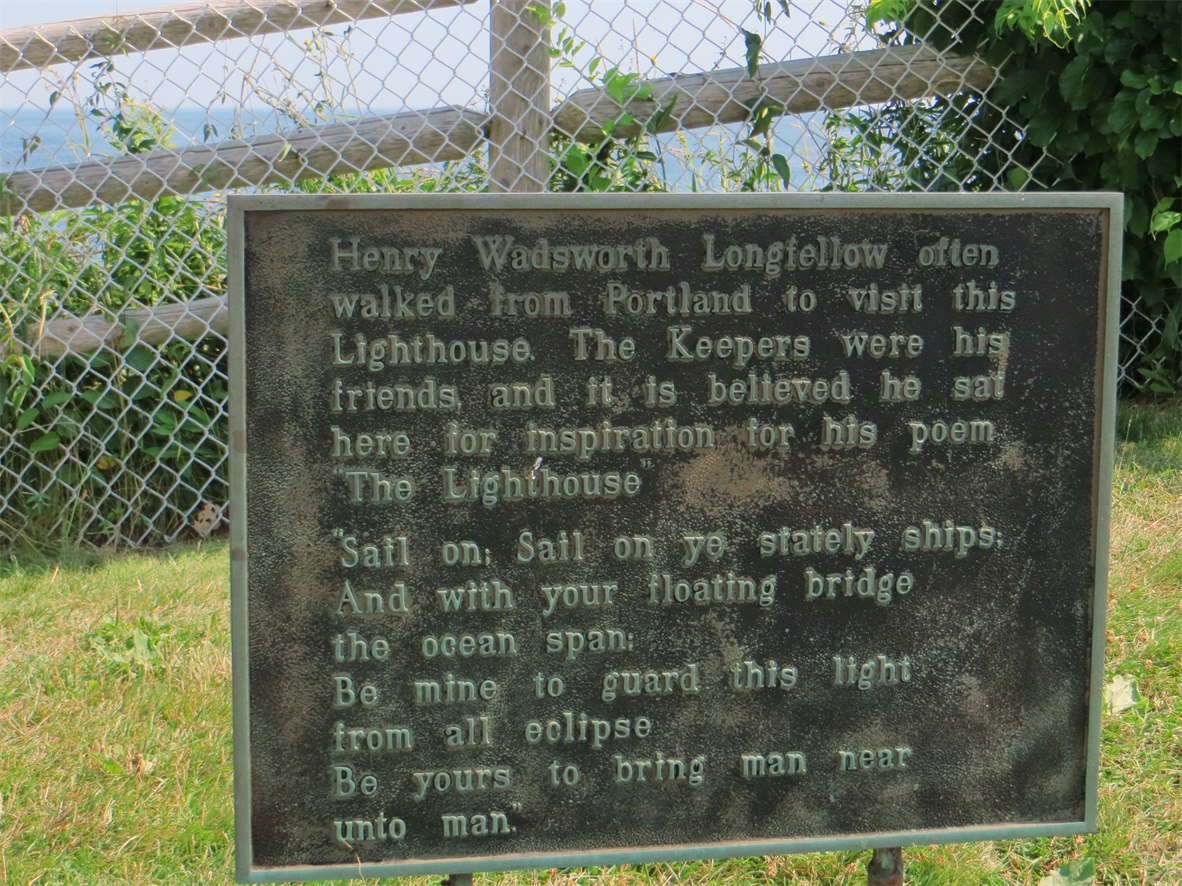 Henry Wadsworth Longfellow often
walked from Portland to visit this
Lighthouse. The Keepers were his
friends, and it is believed he sat
here for inspiration for his poem
"The Lighthouse".
"Sail on; Sail on ye stately ships;
And with your floating bridge
the ocean span;
Be mine to guard this light
from all eclipse
Be yours to bring man near
unto man."